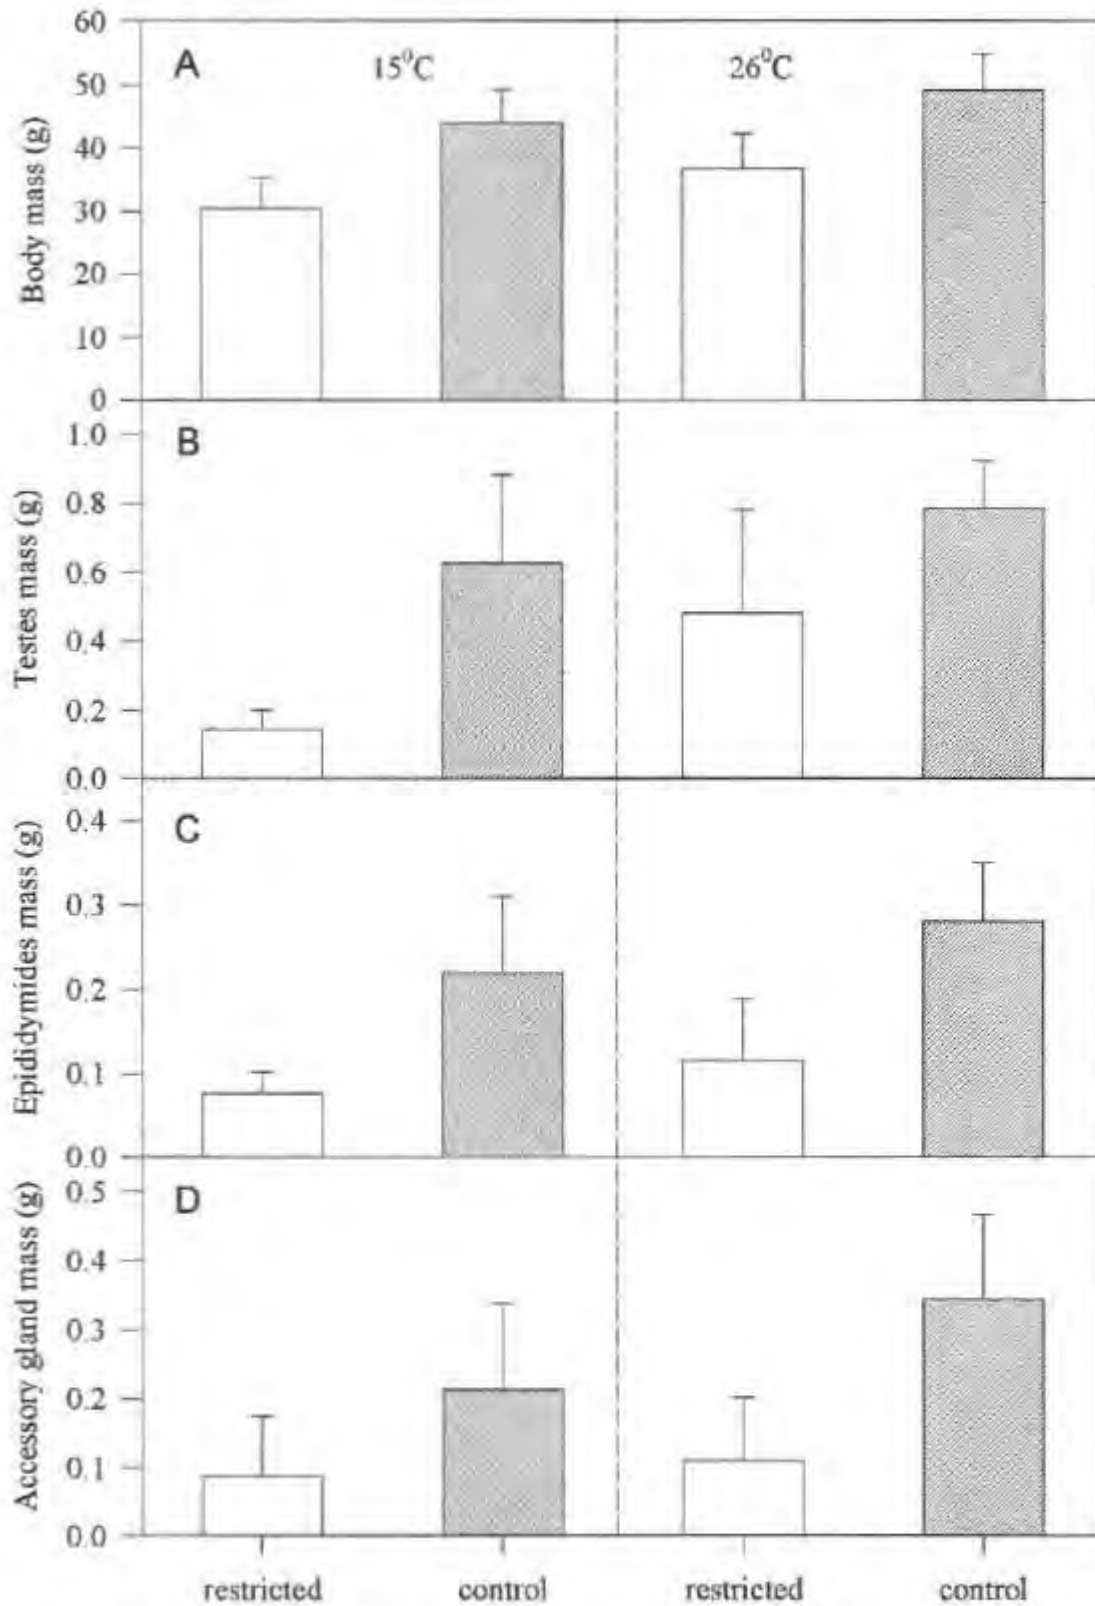 60
A
15⁰C
26⁰C
50
40
30
20
10
0
Body mass (g)
1.0
B
0.8
0.6
0.4
0.2
0.0
Testes mass (g)
0.4
C
0.3
0.2
0.1
0.0
Epididymides mass (g)
0.5
D
0.4
0.3
0.2
0.1
0.0
Accessory gland mass (g)
restricted control restricted control